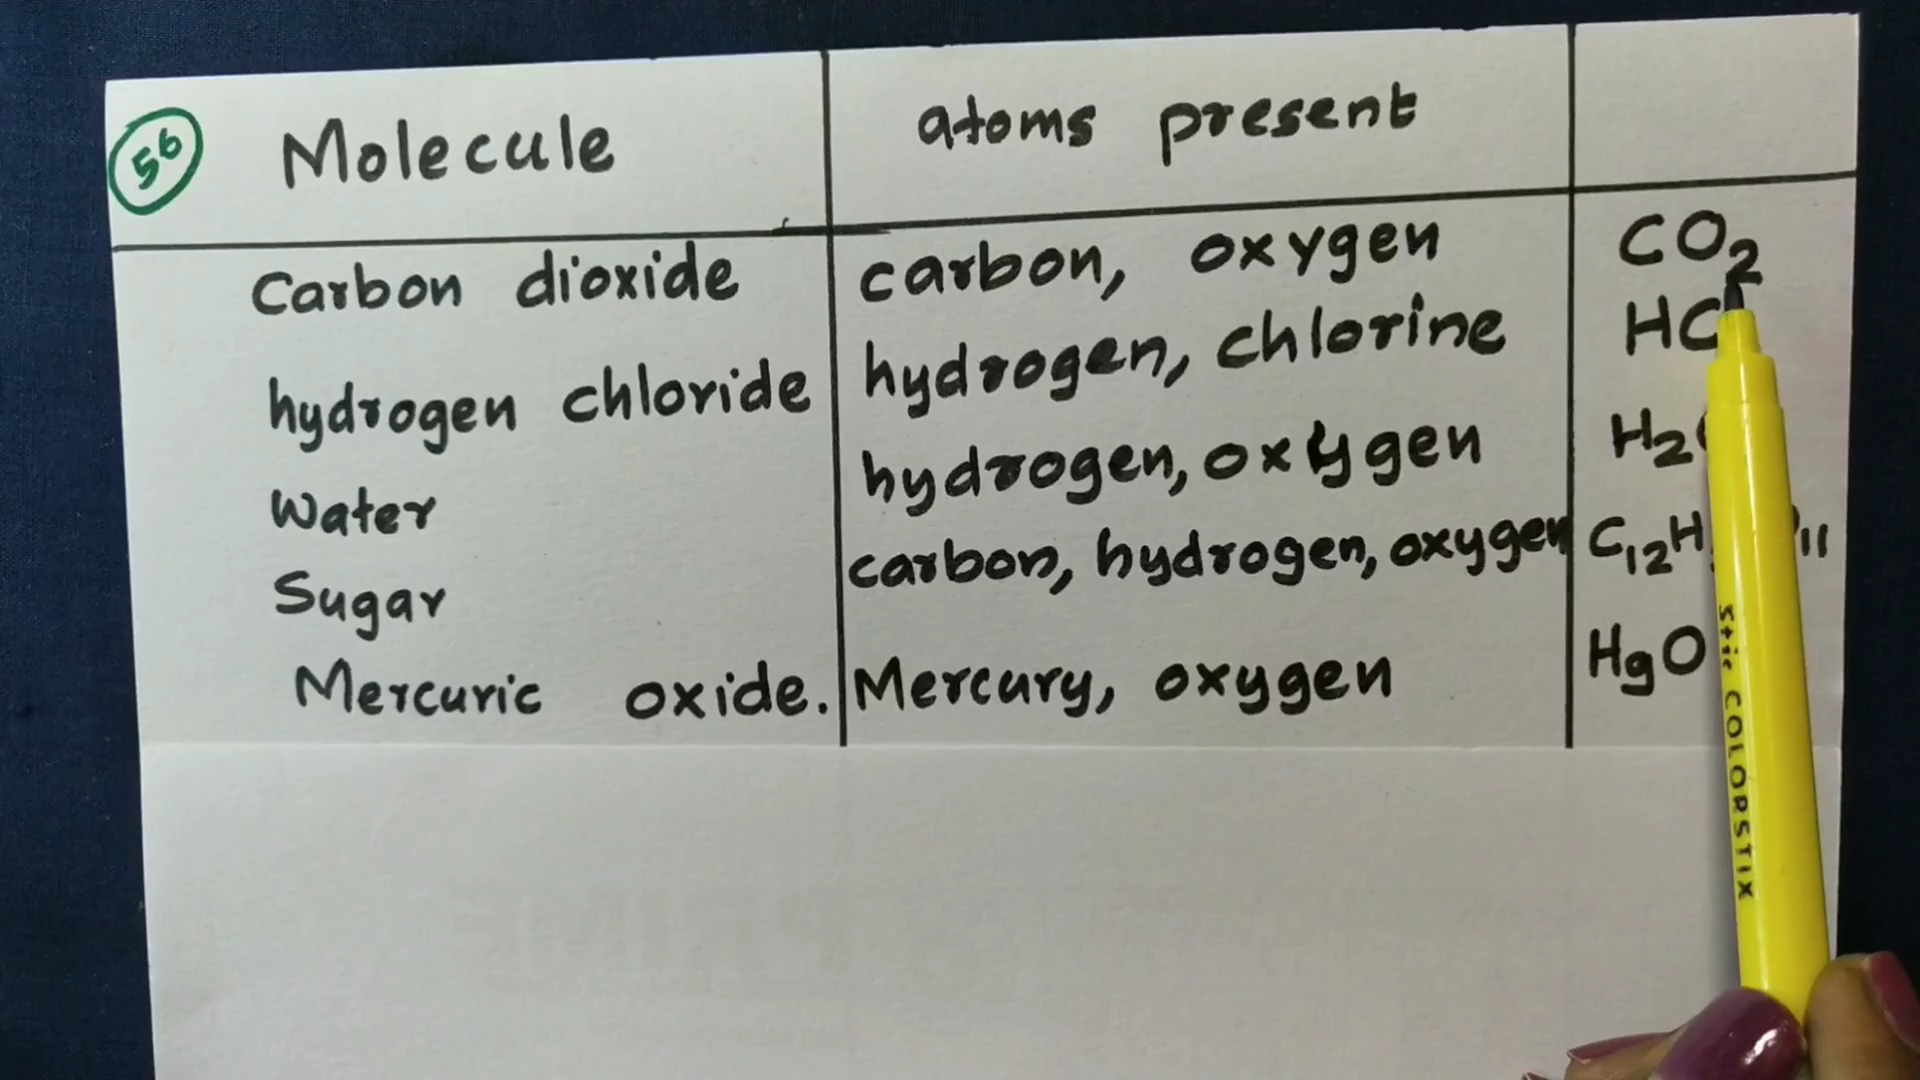 56 Molecule atoms present
Carbon dioxide carbon, oxygen CO2
hydrogen chloride hydrogen, chlorine HC
Water hydrogen, oxygen H2
Sugar carbon, hydrogen, oxygen C12H 11
Mercuric oxide. Mercury, oxygen HgO
Stic COLORSTIX